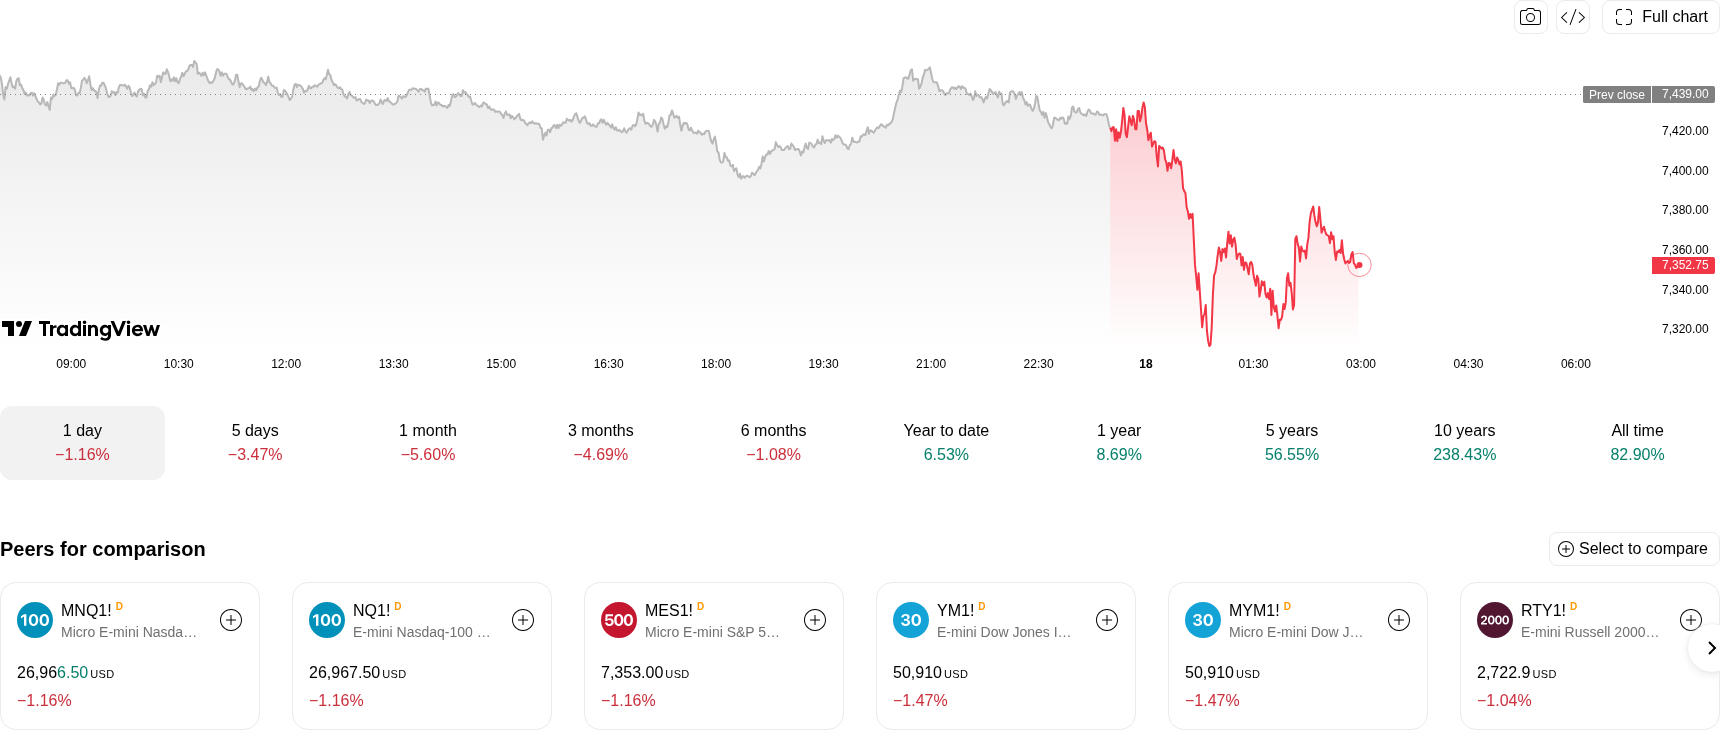 Full chart
Prev close 7,439.00
7,420.00
7,400.00
7,380.00
7,360.00
7,352.75
7,340.00
7,320.00
TradingView
09:00 10:30 12:00 13:30 15:00 16:30 18:00 19:30 21:00 22:30 18 01:30 03:00 04:30 06:00
1 day 5 days 1 month 3 months 6 months Year to date 1 year 5 years 10 years All time
−1.16% −3.47% −5.60% −4.69% −1.08% 6.53% 8.69% 56.55% 238.43% 82.90%
Peers for comparison
Select to compare
100 MNQ1! D
Micro E-mini Nasda…
26,966.50 USD
−1.16%
100 NQ1! D
E-mini Nasdaq-100 …
26,967.50 USD
−1.16%
500 MES1! D
Micro E-mini S&P 5…
7,353.00 USD
−1.16%
30 YM1! D
E-mini Dow Jones I…
50,910 USD
−1.47%
30 MYM1! D
Micro E-mini Dow J…
50,910 USD
−1.47%
2000 RTY1! D
E-mini Russell 2000…
2,722.9 USD
−1.04%